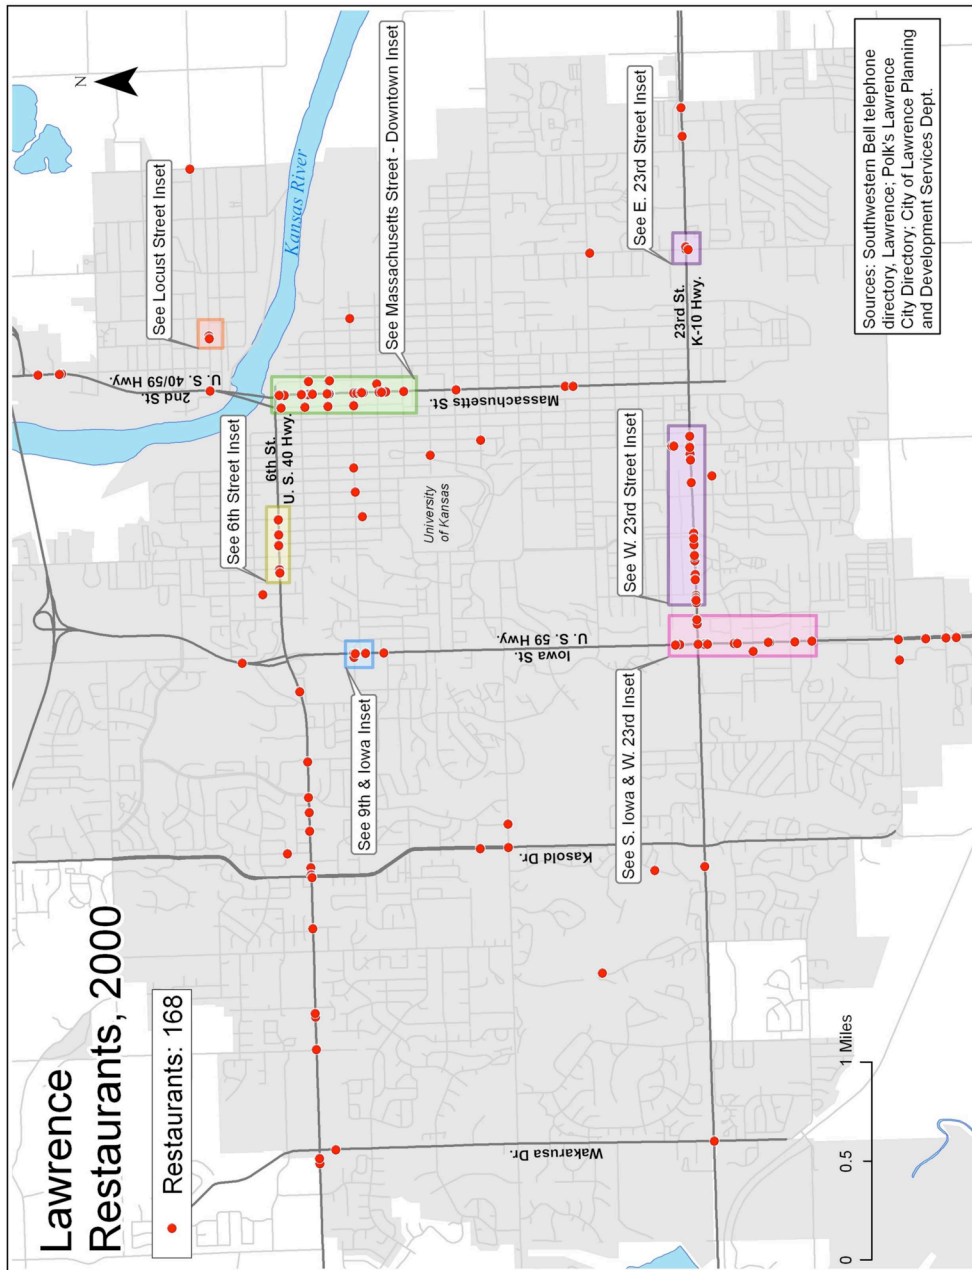 Lawrence
Restaurants, 2000
Restaurants: 168
N
Kansas River
See Locust Street Inset
2nd St.
U. S. 40/59 Hwy.
See 6th Street Inset
6th St.
U. S. 40 Hwy.
See Massachusetts Street - Downtown Inset
Massachusetts St.
University
of Kansas
See 9th & Iowa Inset
Iowa St.
U. S. 59 Hwy.
Kasold Dr.
Wakarusa Dr.
See S. Iowa & W. 23rd Inset
See W. 23rd Street Inset
See E. 23rd Street Inset
23rd St.
K-10 Hwy.
0
0.5
1 Miles
Sources: Southwestern Bell telephone
directory, Lawrence; Polk's Lawrence
City Directory; City of Lawrence Planning
and Development Services Dept.